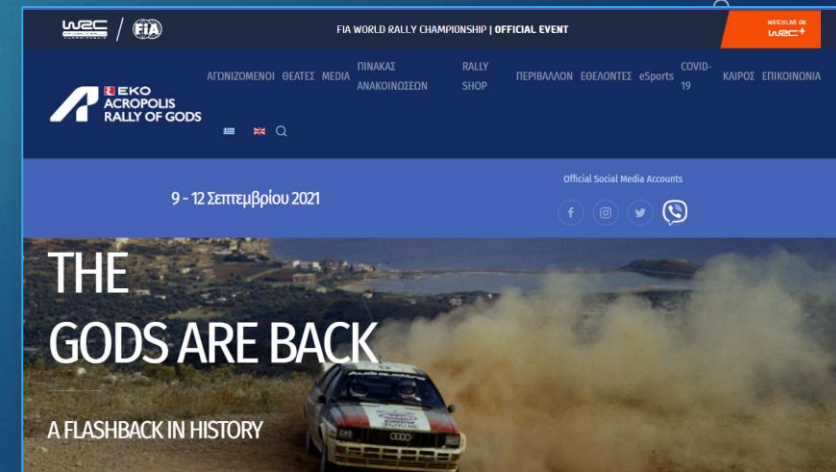 WRC FIA
FIA WORLD RALLY CHAMPIONSHIP | OFFICIAL EVENT
WATCH LIVE ON
WRC+
ΑΓΩΝΙΖΟΜΕΝΟΙ ΘΕΑΤΕΣ MEDIA ΠΙΝΑΚΑΣ ΑΝΑΚΟΙΝΩΣΕΩΝ RALLY SHOP ΠΕΡΙΒΑΛΛΟΝ ΕΘΕΛΟΝΤΕΣ eSports COVID-19 ΚΑΙΡΟΣ ΕΠΙΚΟΙΝΩΝΙΑ
EKO
ACROPOLIS
RALLY OF GODS
9 - 12 Σεπτεμβρίου 2021
Official Social Media Accounts
THE
GODS ARE BACK
A FLASHBACK IN HISTORY